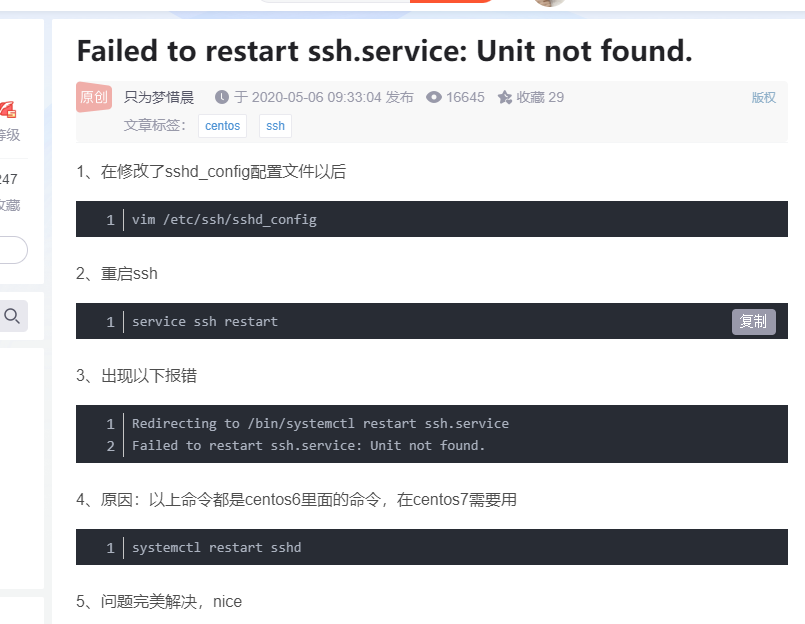 Failed to restart ssh.service: Unit not found.
原创 只为梦惜晨 于 2020-05-06 09:33:04 发布 16645 收藏 29 版权
文章标签： centos ssh
等级
1、在修改了sshd_config配置文件以后
247
收藏
1 vim /etc/ssh/sshd_config
2、重启ssh
1 service ssh restart 复制
3、出现以下报错
1 Redirecting to /bin/systemctl restart ssh.service
2 Failed to restart ssh.service: Unit not found.
4、原因：以上命令都是centos6里面的命令，在centos7需要用
1 systemctl restart sshd
5、问题完美解决，nice